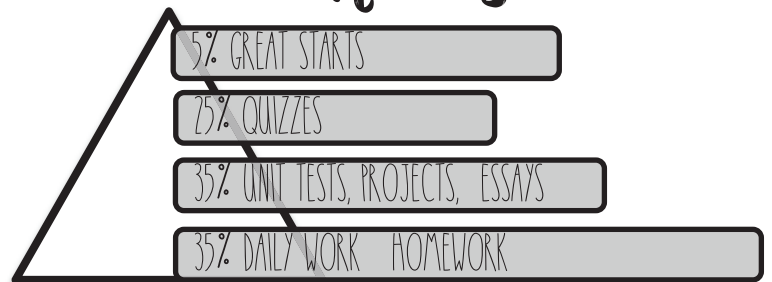 5% GREAT STARTS
25% QUIZZES
35% UNIT TESTS, PROJECTS, ESSAYS
35% DAILY WORK HOMEWORK